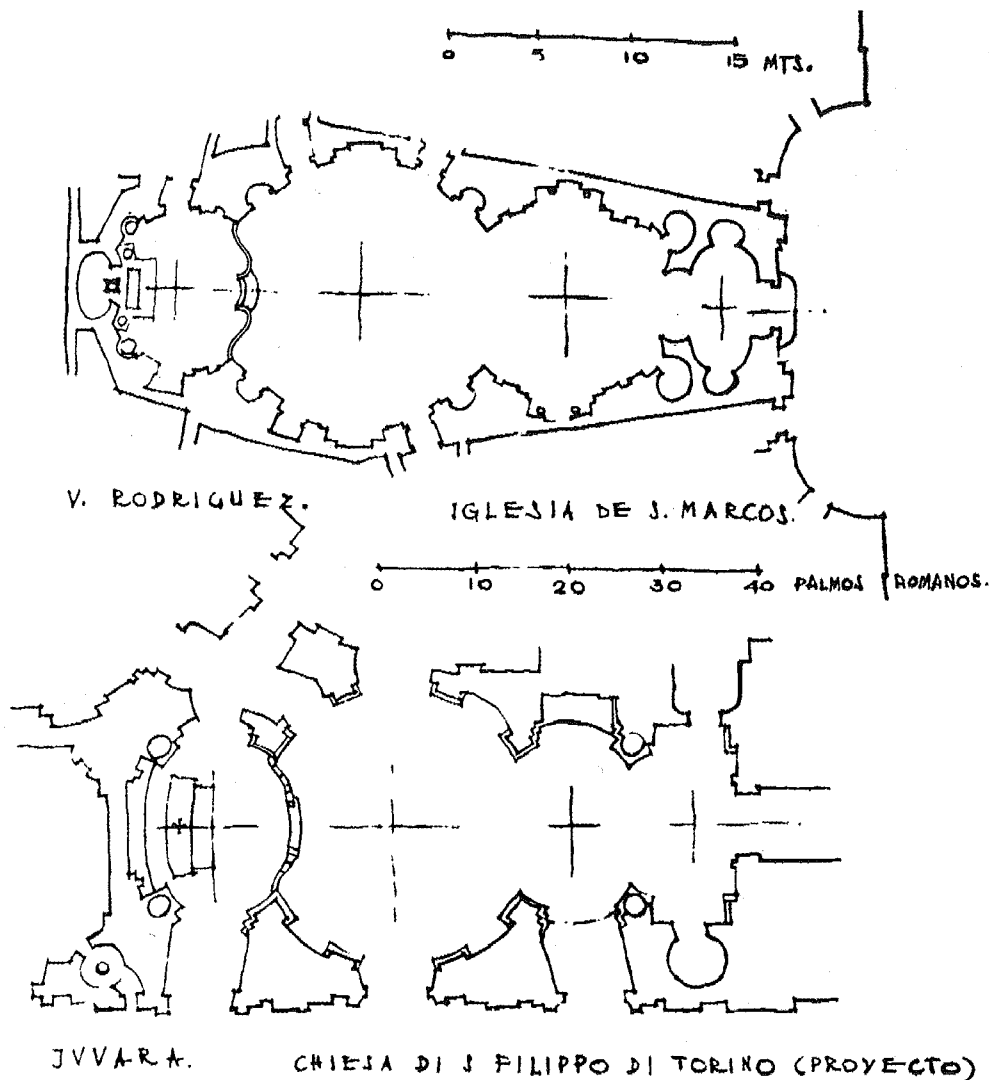 0 5 10 15 MTS.
V. RODRIGUEZ. IGLESIA DE S. MARCOS.
0 10 20 30 40 PALMOS ROMANOS.
JVVARA. CHIESA DI S FILIPPO DI TORINO (PROYECTO)